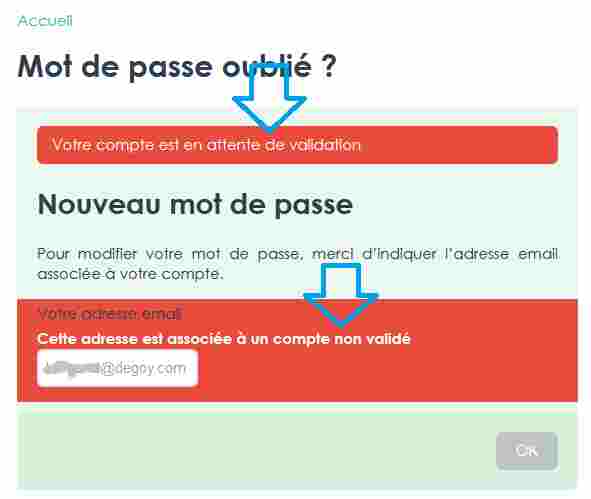 Accueil
Mot de passe oublié ?
Votre compte est en attente de validation
Nouveau mot de passe
Pour modifier votre mot de passe, merci d'indiquer l'adresse email
associée à votre compte.
Votre adresse email
Cette adresse est associée à un compte non validé
@degoy.com
OK